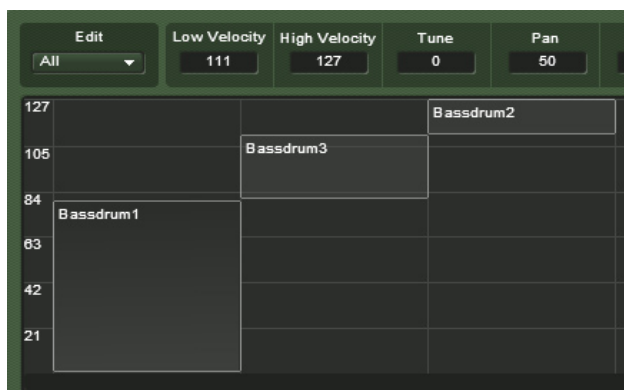 Edit Low Velocity High Velocity Tune Pan
All 111 127 0 50
127
Bassdrum2
105 Bassdrum3
84
Bassdrum1
63
42
21